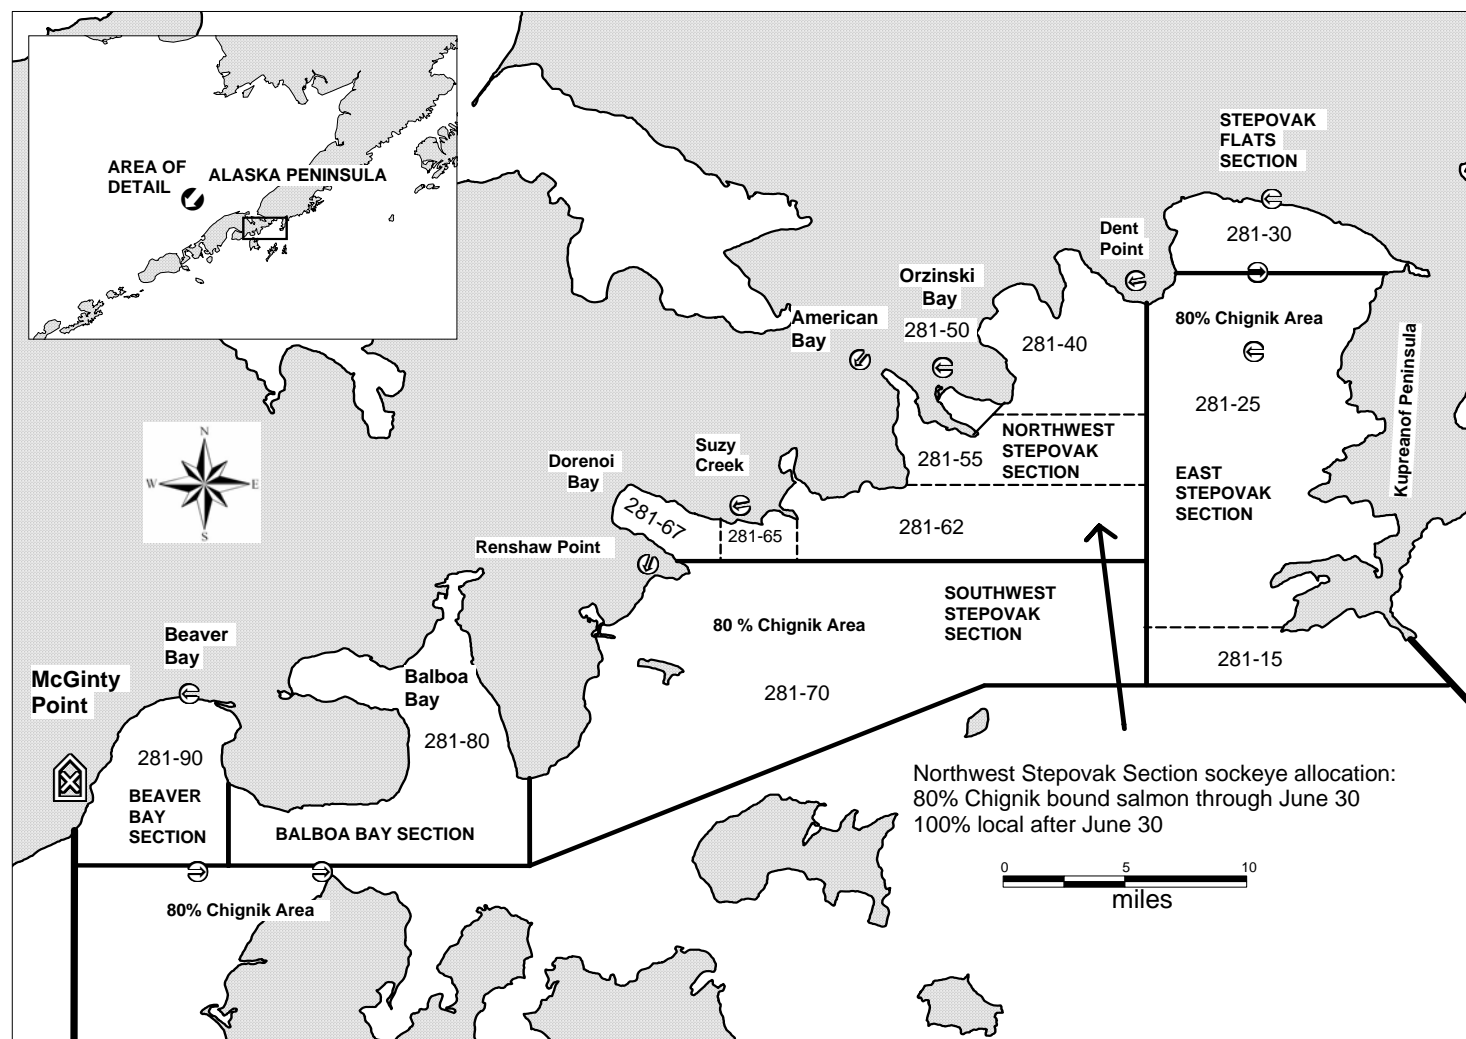 AREA OF
DETAIL
ALASKA PENINSULA
STEPOVAK
FLATS
SECTION
281-30
Dent
Point
Orzinski
Bay
281-50
American
Bay
281-40
80% Chignik Area
281-25
Kupreanof Peninsula
N
W
E
S
Dorenoi
Bay
Suzy
Creek
281-55
NORTHWEST
STEPOVAK
SECTION
EAST
STEPOVAK
SECTION
281-67
281-65
281-62
Renshaw Point
SOUTHWEST
STEPOVAK
SECTION
80 % Chignik Area
281-70
281-15
Beaver
Bay
McGinty
Point
Balboa
Bay
281-90
281-80
BEAVER
BAY
SECTION
BALBOA BAY SECTION
80% Chignik Area
Northwest Stepovak Section sockeye allocation:
80% Chignik bound salmon through June 30
100% local after June 30
0 5 10
miles